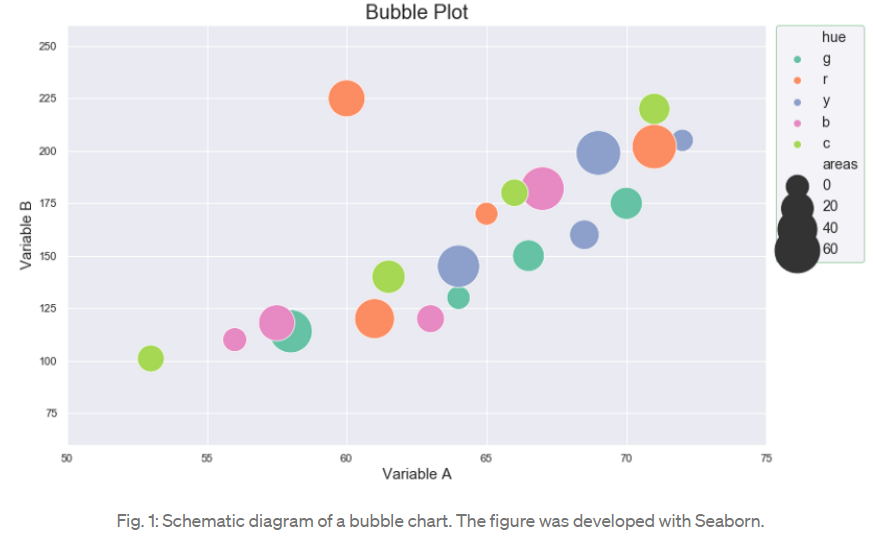 Bubble Plot
250
225
200
175
150
125
100
75
Variable B
50 55 60 65 70 75
Variable A
hue
g
r
y
b
c
areas
0
20
40
60
Fig. 1: Schematic diagram of a bubble chart. The figure was developed with Seaborn.